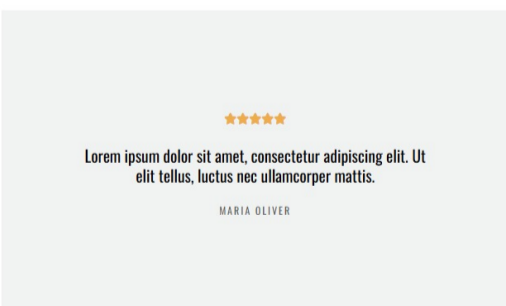 Lorem ipsum dolor sit amet, consectetur adipiscing elit. Ut
elit tellus, luctus nec ullamcorper mattis.
MARIA OLIVER